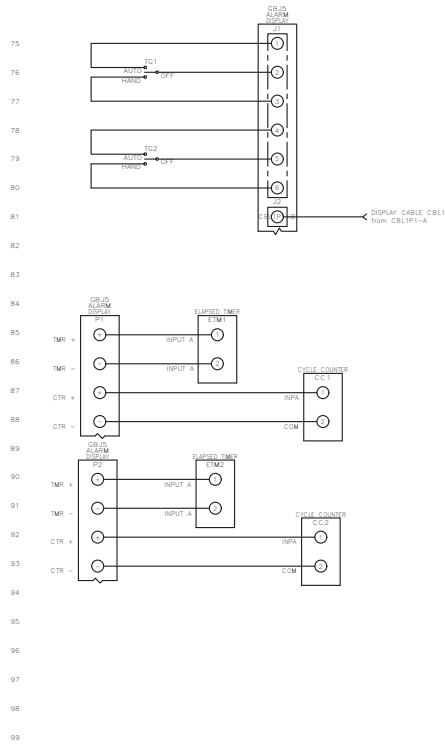 GBJ5
ALARM
DISPLAY
J1
75
1
TG1
76
AUTO
OFF
2
HAND
77
3
78
4
TG2
79
AUTO
OFF
5
HAND
80
6
J2
81
DISPLAY CABLE CBL1
from CBL1P1-A
82
83
84
GBJ5
ALARM
DISPLAY
P1
ELAPSED TIMER
ETM1
85
TMR +
+
INPUT A
1
86
TMR -
-
INPUT A
2
CYCLE COUNTER
CC1
87
CTR +
+
INPA
1
88
CTR -
-
COM
2
89
GBJ5
ALARM
DISPLAY
P2
ELAPSED TIMER
ETM2
90
TMR +
+
INPUT A
1
91
TMR -
-
INPUT A
2
CYCLE COUNTER
CC2
92
CTR +
+
INPA
1
93
CTR -
-
COM
2
94
95
96
97
98
99